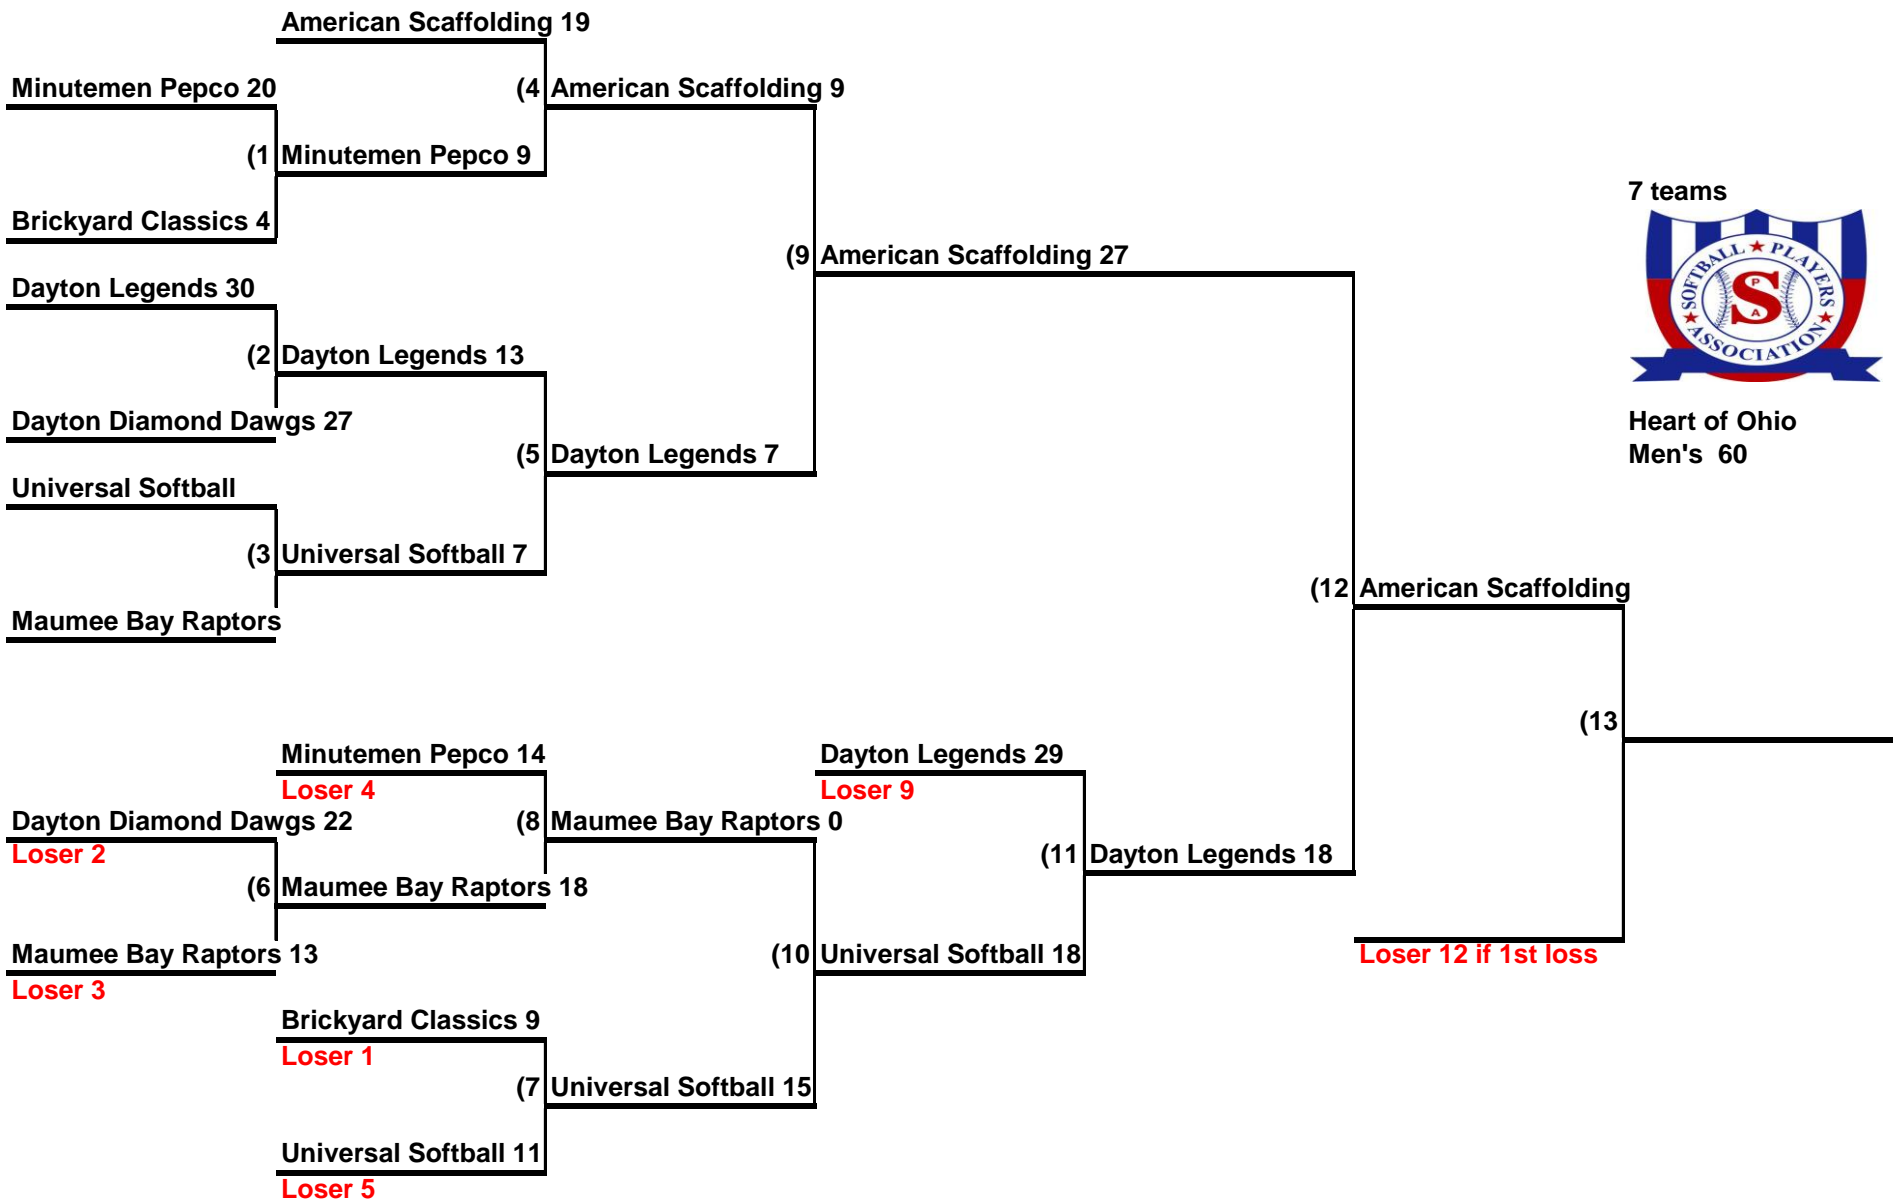 American Scaffolding 19
Minutemen Pepco 20
(4 American Scaffolding 9
(1 Minutemen Pepco 9
7 teams
Brickyard Classics 4
(9 American Scaffolding 27
SOFTBALL ★ PLAYERS ★ ASSOCIATION ★
P
S
A
Dayton Legends 30
(2 Dayton Legends 13
Dayton Diamond Dawgs 27
Heart of Ohio
(5 Dayton Legends 7
Men's 60
Universal Softball
(3 Universal Softball 7
(12 American Scaffolding
Maumee Bay Raptors
(13
Minutemen Pepco 14
Dayton Legends 29
Loser 4
Loser 9
Dayton Diamond Dawgs 22
(8 Maumee Bay Raptors 0
Loser 2
(11 Dayton Legends 18
(6 Maumee Bay Raptors 18
Maumee Bay Raptors 13
(10 Universal Softball 18
Loser 12 if 1st loss
Loser 3
Brickyard Classics 9
Loser 1
(7 Universal Softball 15
Universal Softball 11
Loser 5